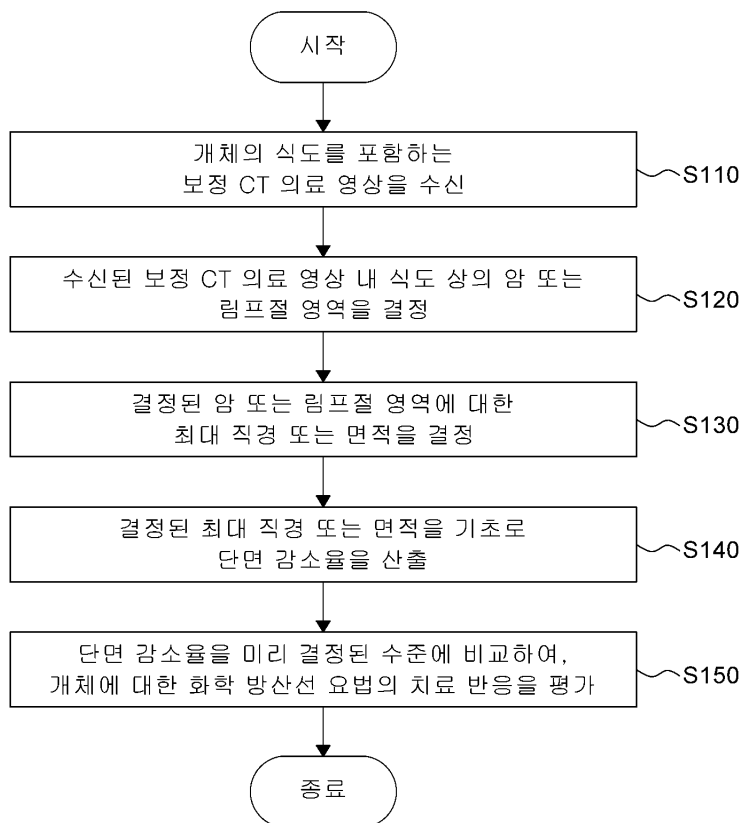 시작
개체의 식도를 포함하는
보정 CT 의료 영상을 수신
S110
수신된 보정 CT 의료 영상 내 식도 상의 암 또는
림프절 영역을 결정
S120
결정된 암 또는 림프절 영역에 대한
최대 직경 또는 면적을 결정
S130
결정된 최대 직경 또는 면적을 기초로
단면 감소율을 산출
S140
단면 감소율을 미리 결정된 수준에 비교하여,
개체에 대한 화학 방산선 요법의 치료 반응을 평가
S150
종료